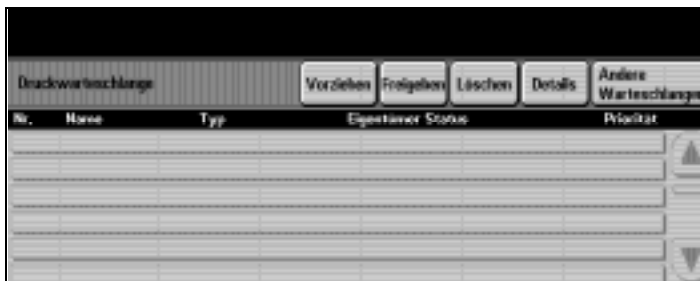 Druckwarteschlange
Vorziehen Freigeben Löschen Details Andere Warteschlangen
Nr. Name Typ Eigentümer Status Priorität